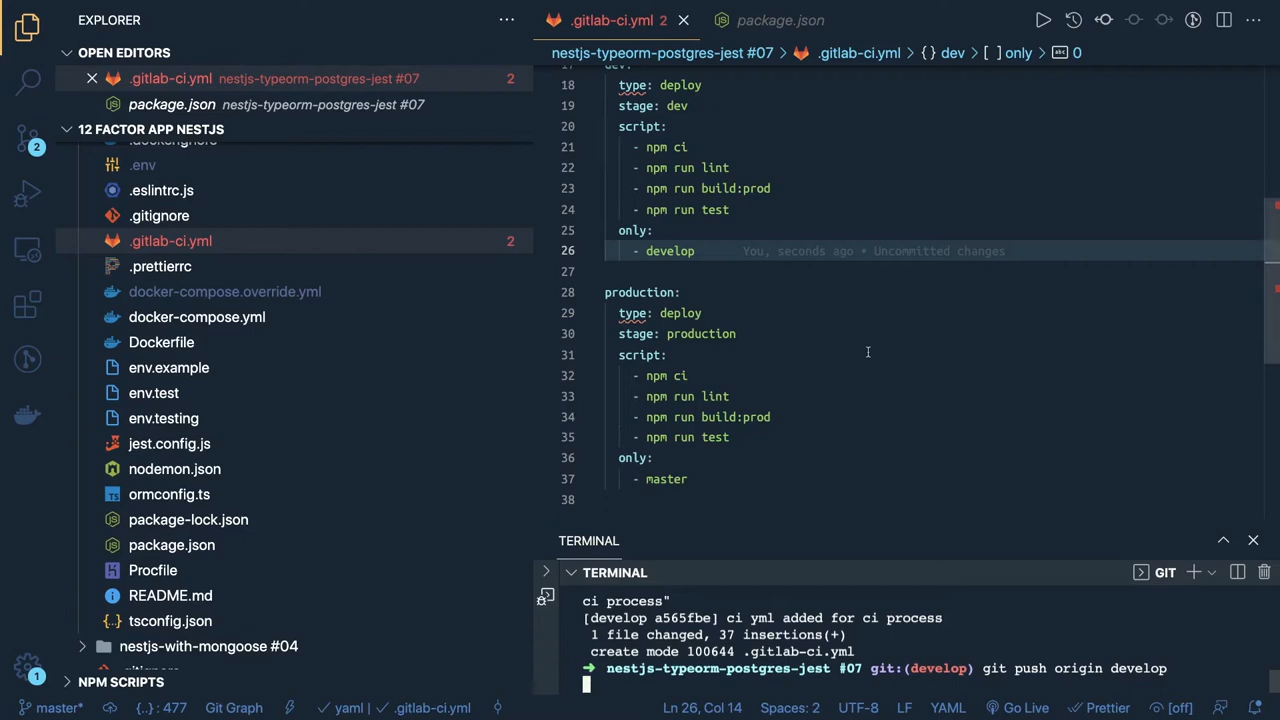 EXPLORER
OPEN EDITORS
.gitlab-ci.yml nestjs-typeorm-postgres-jest #07 2
package.json nestjs-typeorm-postgres-jest #07
12 FACTOR APP NESTJS
.dockerignore
.env
.eslintrc.js
.gitignore
.gitlab-ci.yml 2
.prettierrc
docker-compose.override.yml
docker-compose.yml
Dockerfile
env.example
env.test
env.testing
jest.config.js
nodemon.json
ormconfig.ts
package-lock.json
package.json
Procfile
README.md
tsconfig.json
nestjs-with-mongoose #04
.gitignore
NPM SCRIPTS
2
1
.gitlab-ci.yml 2
package.json
nestjs-typeorm-postgres-jest #07 > .gitlab-ci.yml > {} dev > [ ] only > abc 0
17 dev:
18 type: deploy
19 stage: dev
20 script:
21 - npm ci
22 - npm run lint
23 - npm run build:prod
24 - npm run test
25 only:
26 - develop You, seconds ago • Uncommitted changes
27
28 production:
29 type: deploy
30 stage: production
31 script:
32 - npm ci
33 - npm run lint
34 - npm run build:prod
35 - npm run test
36 only:
37 - master
38
TERMINAL
TERMINAL GIT
ci process"
[develop a565fbe] ci yml added for ci process
1 file changed, 37 insertions(+)
create mode 100644 .gitlab-ci.yml
➜ nestjs-typeorm-postgres-jest #07 git:(develop) git push origin develop
master* {..} : 477 Git Graph ✓ yaml | ✓ .gitlab-ci.yml Ln 26, Col 14 Spaces: 2 UTF-8 LF YAML Go Live ✓ Prettier [off]